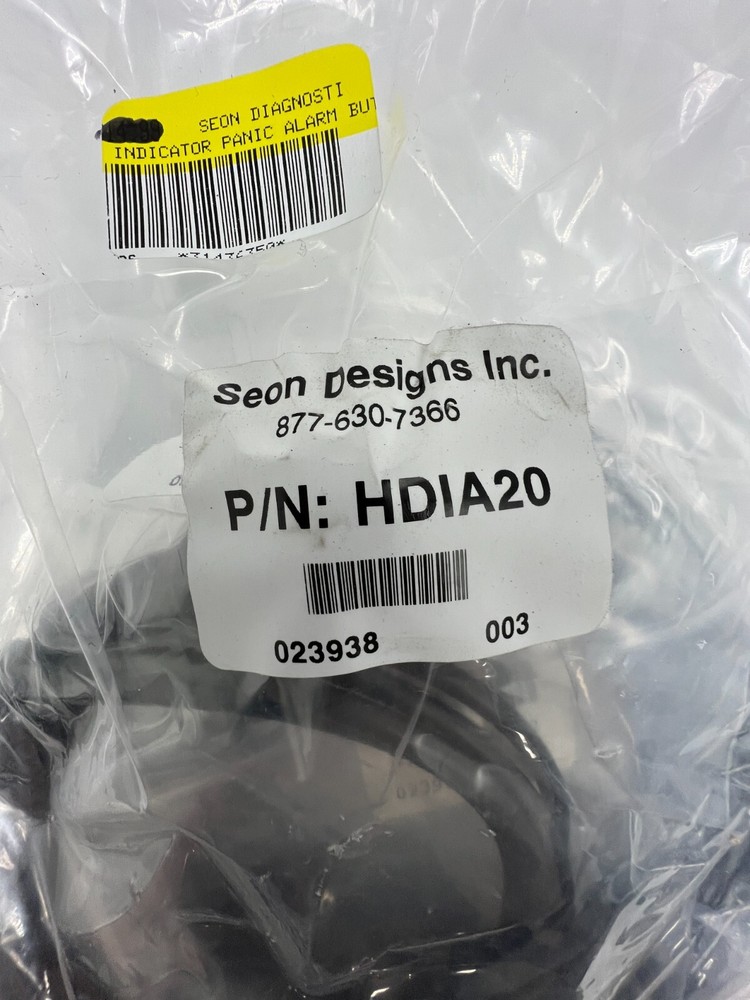 SEON DIAGNOSTI
INDICATOR PANIC ALARM BUT
Seon Designs Inc.
877-630-7366
P/N: HDIA20
023938
003